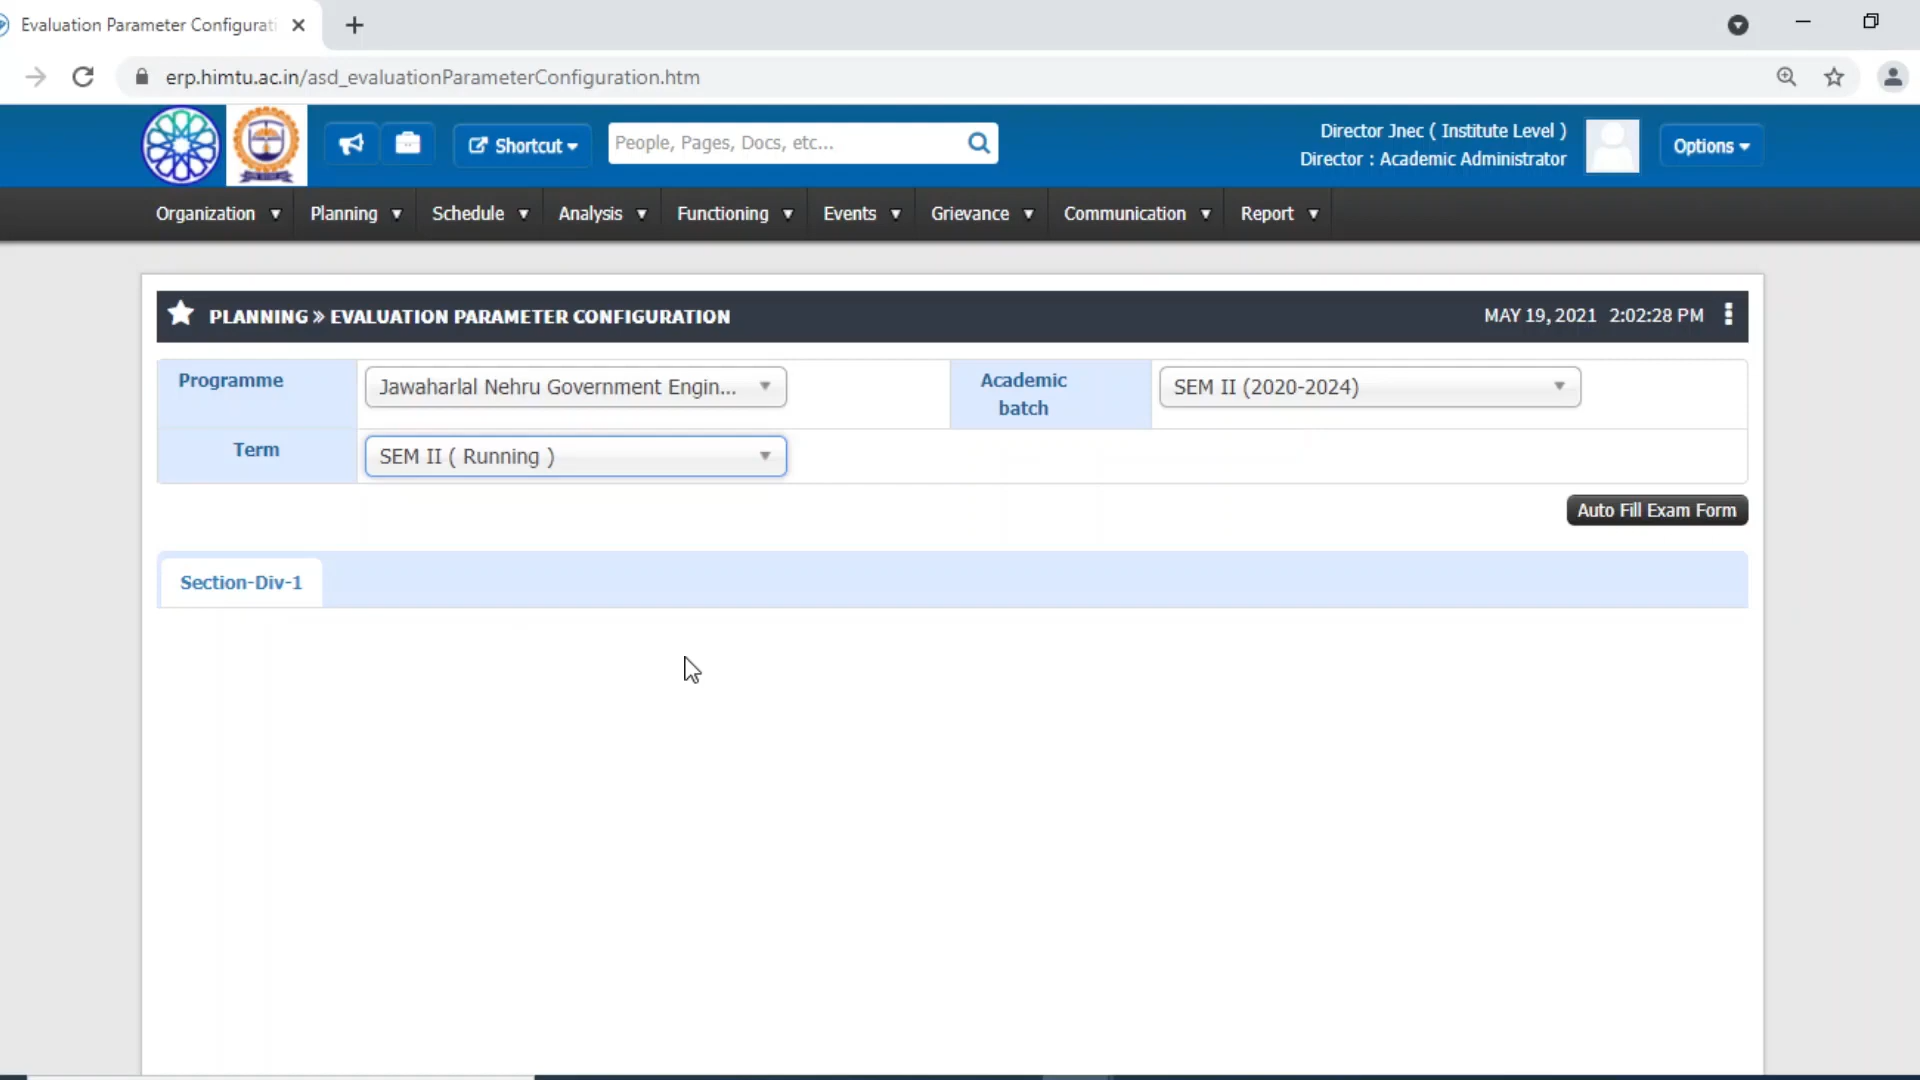 Evaluation Parameter Configurati
erp.himtu.ac.in/asd_evaluationParameterConfiguration.htm
Shortcut
People, Pages, Docs, etc...
Director Jnec ( Institute Level )
Director : Academic Administrator
Options
Organization Planning Schedule Analysis Functioning Events Grievance Communication Report
PLANNING » EVALUATION PARAMETER CONFIGURATION
MAY 19, 2021 2:02:28 PM
Programme
Jawaharlal Nehru Government Engin...
Academic
batch
SEM II (2020-2024)
Term
SEM II ( Running )
Auto Fill Exam Form
Section-Div-1